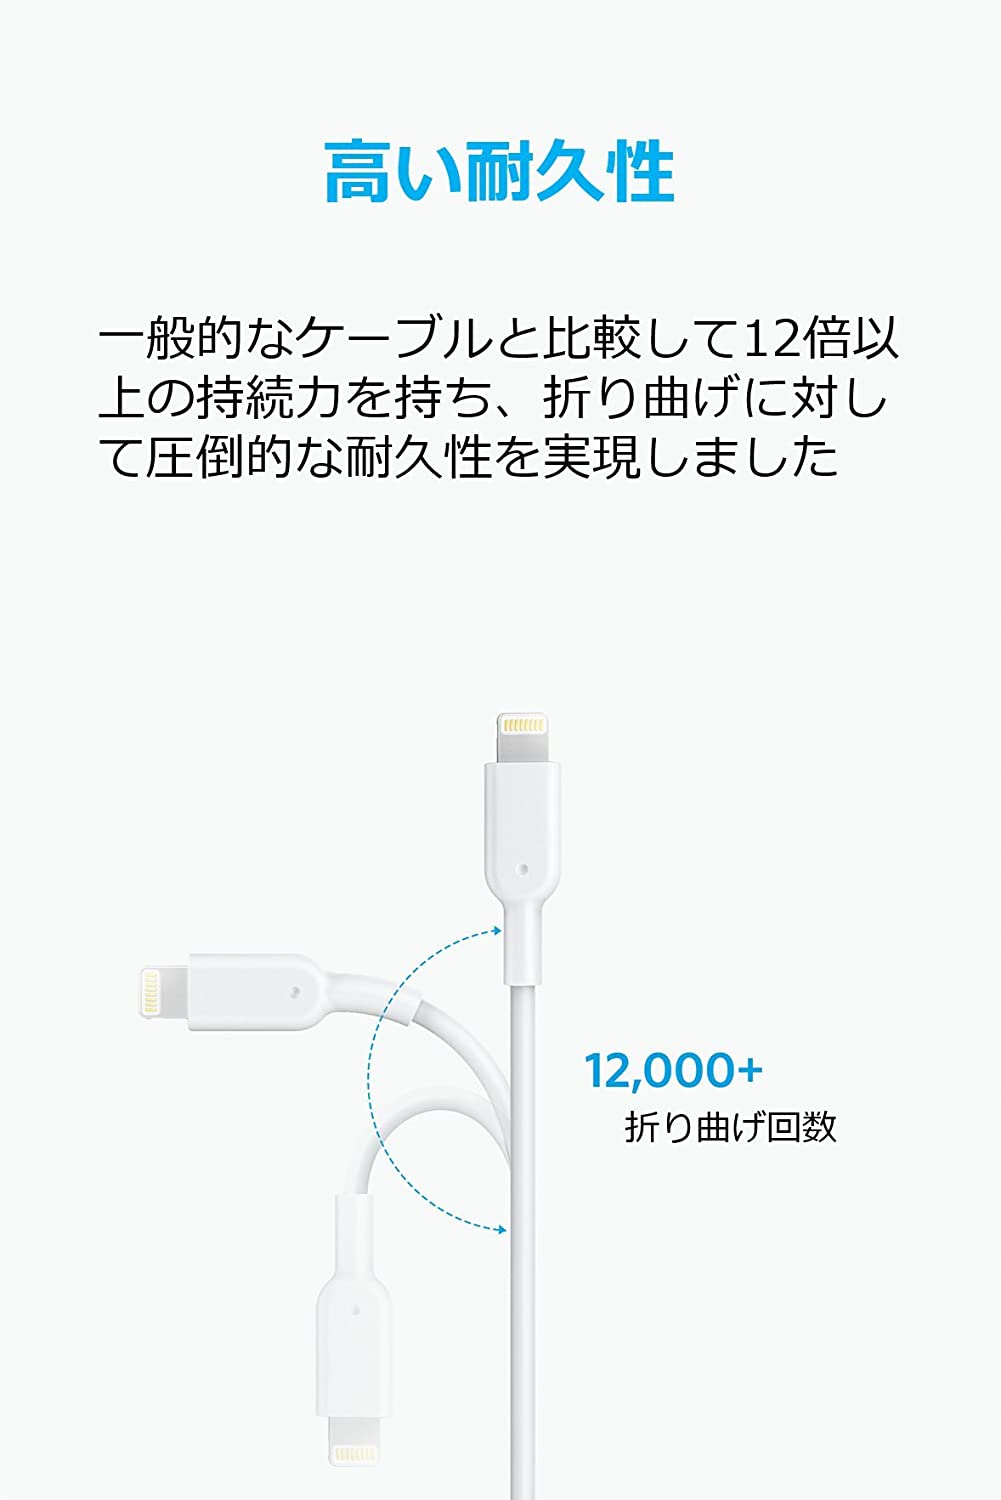 高い耐久性
一般的なケーブルと比較して12倍以
上の持続力を持ち、折り曲げに対し
て圧倒的な耐久性を実現しました
12,000+
折り曲げ回数